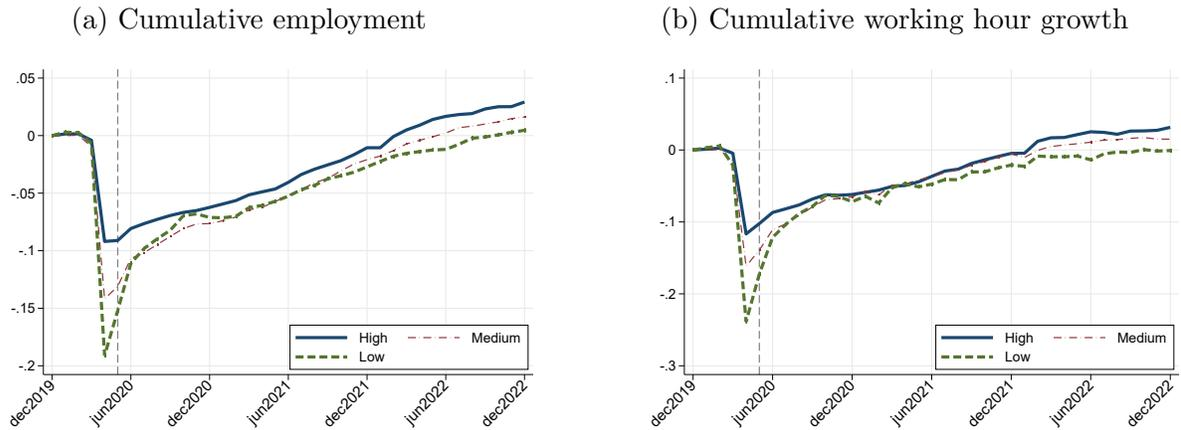 (a) Cumulative employment
.05
0
-.05
-.1
-.15
-.2
High
Medium
Low
dec2019
jun2020
dec2020
jun2021
dec2021
jun2022
dec2022
(b) Cumulative working hour growth
.1
0
-.1
-.2
-.3
High
Medium
Low
dec2019
jun2020
dec2020
jun2021
dec2021
jun2022
dec2022